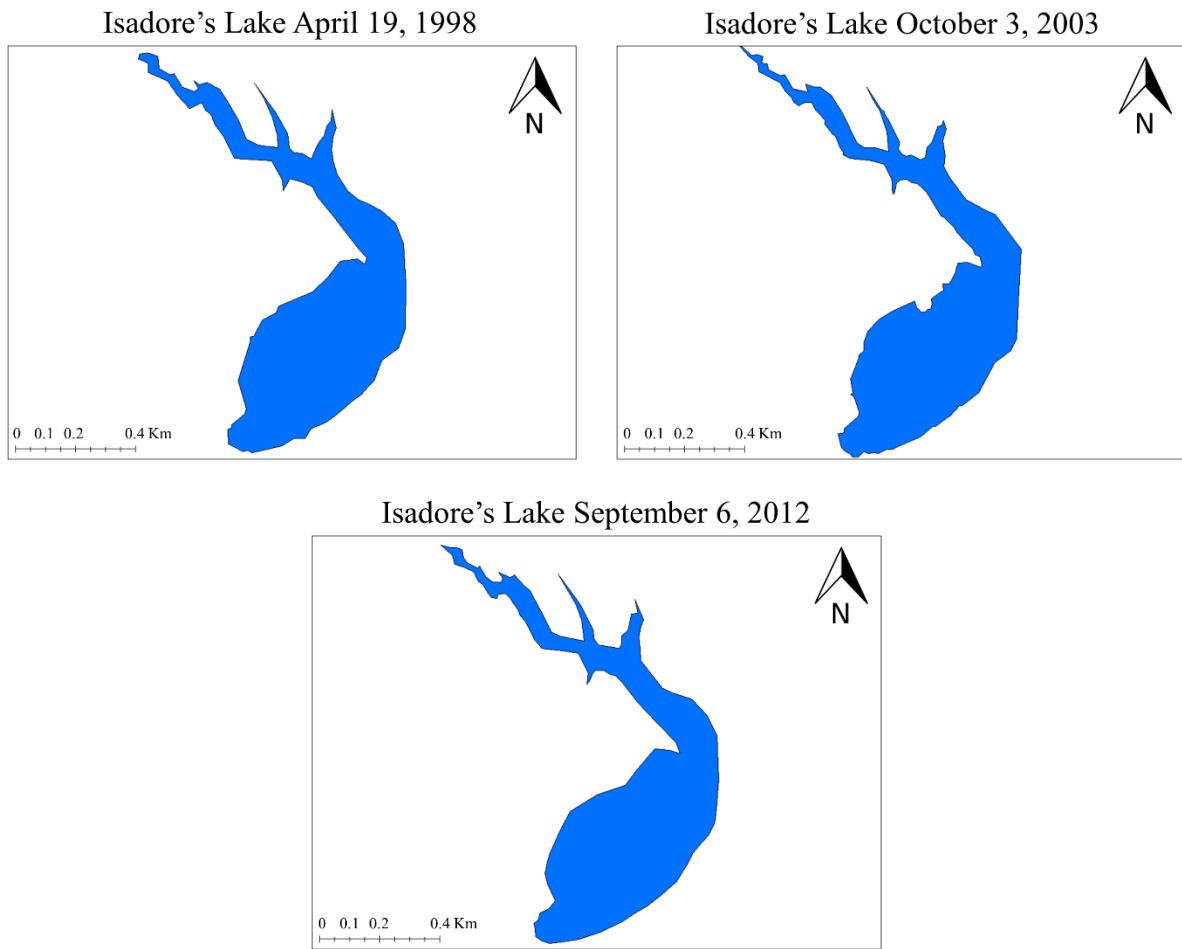 Isadore’s Lake April 19, 1998
N
0 0.1 0.2 0.4 Km
Isadore’s Lake October 3, 2003
N
0 0.1 0.2 0.4 Km
Isadore’s Lake September 6, 2012
N
0 0.1 0.2 0.4 Km